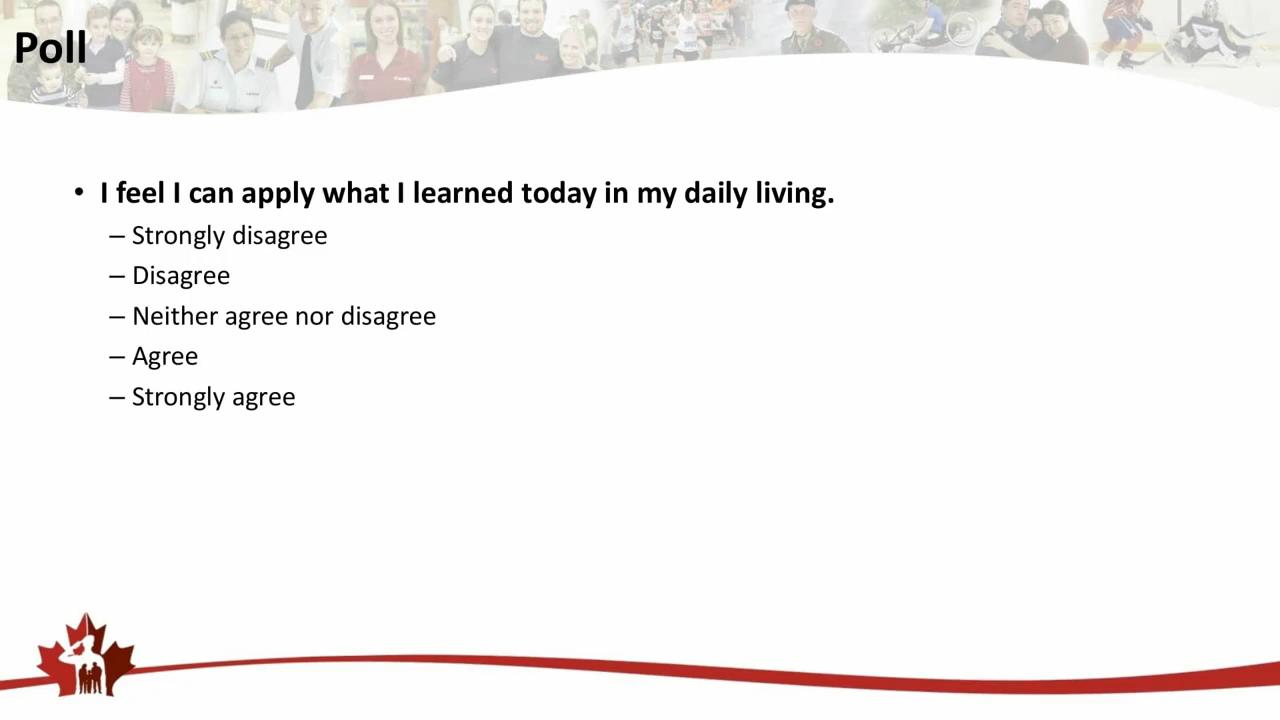 Poll
• I feel I can apply what I learned today in my daily living.
– Strongly disagree
– Disagree
– Neither agree nor disagree
– Agree
– Strongly agree